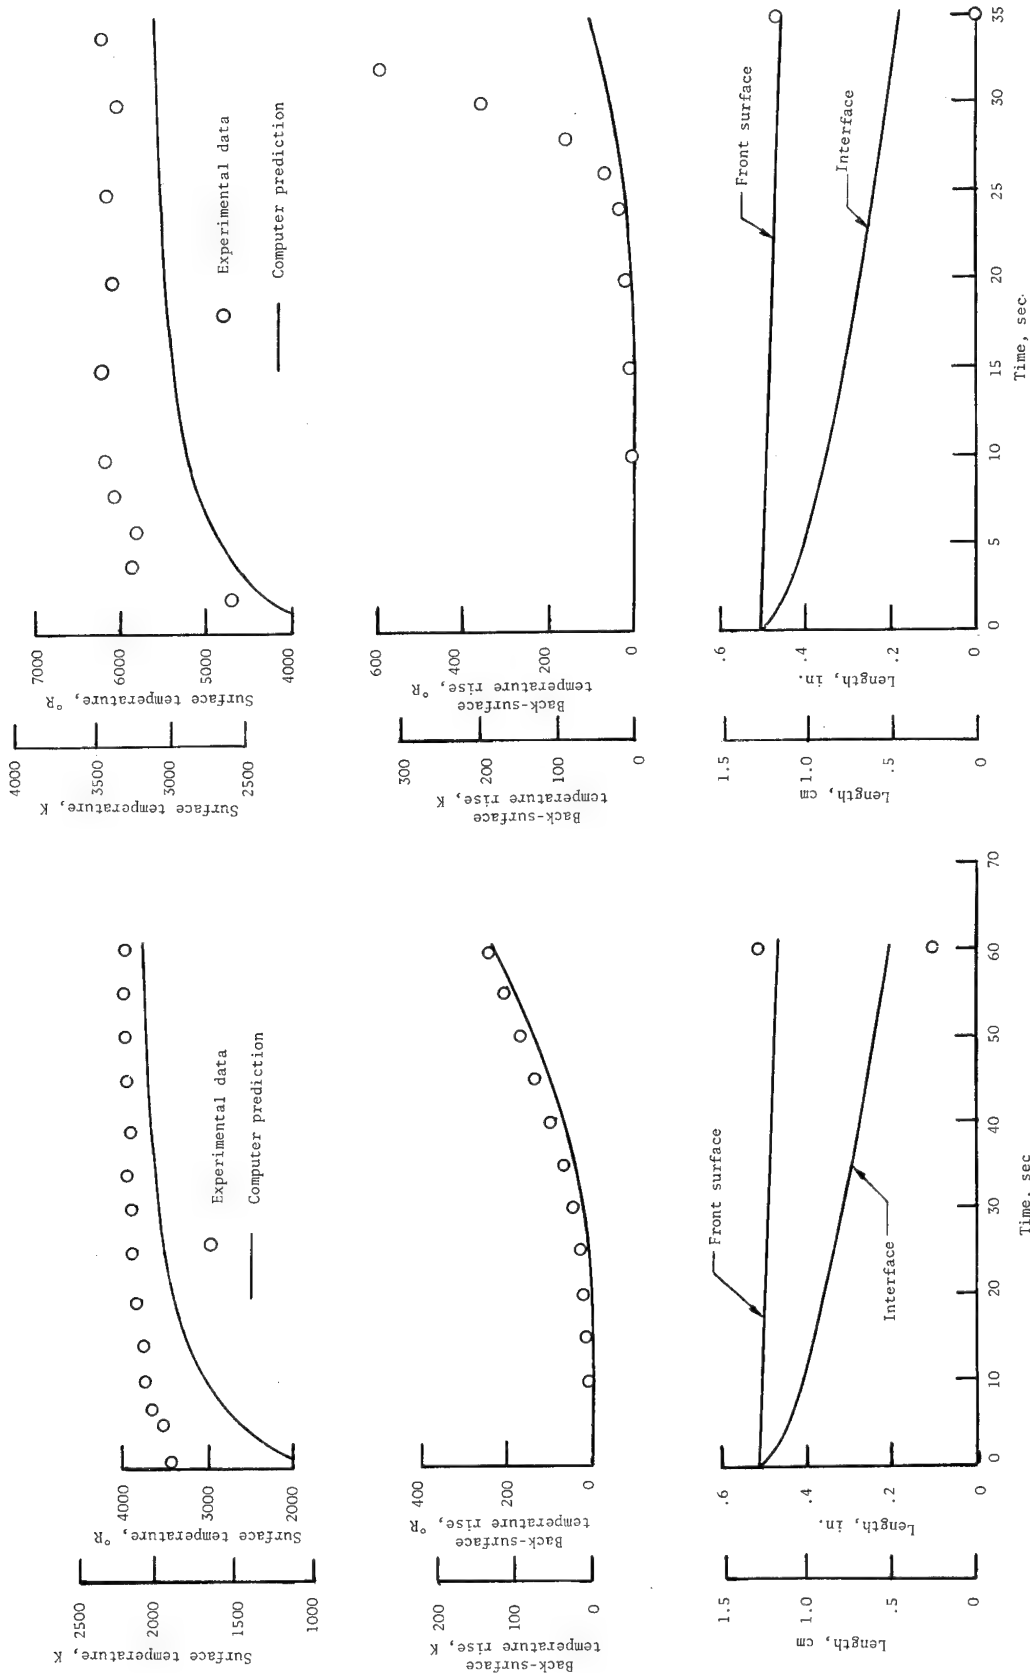 7000
6000
5000
4000
Surface temperature, °R
4000
3500
3000
2500
Surface temperature, K
Experimental data
Computer prediction
600
400
200
0
Back-surface
temperature rise, °R
300
200
100
0
Back-surface
temperature rise, K
Front surface
Interface
.6
.4
.2
0
Length, in.
1.5
1.0
.5
0
Length, cm
0
5
10
15
20
25
30
35
Time, sec.
4000
3000
2000
Surface temperature, °R
2500
2000
1500
1000
Surface temperature, K
Experimental data
Computer prediction
400
200
0
Back-surface
temperature rise, °R
200
100
0
Back-surface
temperature rise, K
Front surface
Interface
.6
.4
.2
0
Length, in.
1.5
1.0
.5
0
Length, cm
0
10
20
30
40
50
60
70
Time, sec